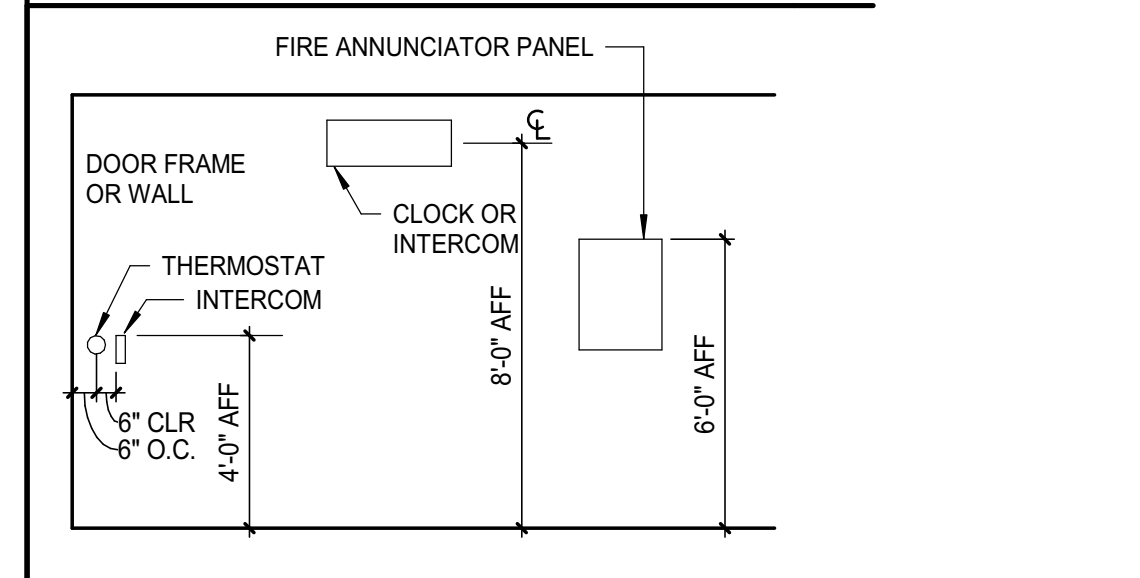 FIRE ANNUNCIATOR PANEL
℄
DOOR FRAME
OR WALL
CLOCK OR
INTERCOM
THERMOSTAT
INTERCOM
8'-0" AFF
6'-0" AFF
4'-0" AFF
6" CLR
6" O.C.